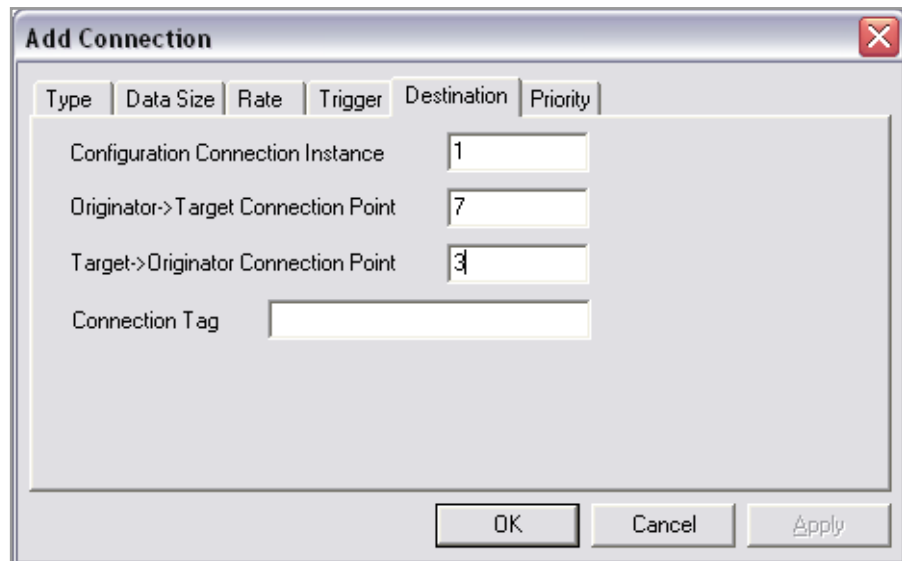 Add Connection
Type Data Size Rate Trigger Destination Priority
Configuration Connection Instance 1
Originator->Target Connection Point 7
Target->Originator Connection Point 3
Connection Tag
OK Cancel Apply